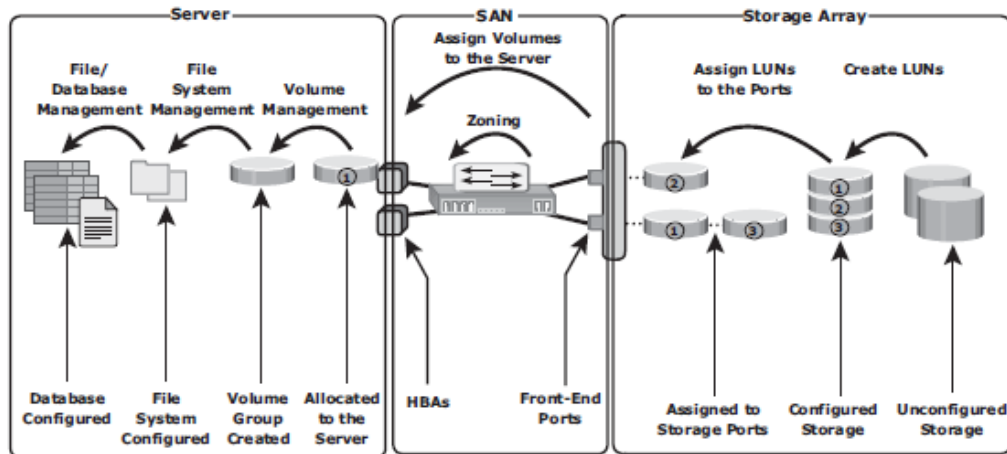 Server
SAN
Storage Array
File/
Database
Management
File
System
Management
Volume
Management
Assign Volumes
to the Server
Zoning
Assign LUNs
to the Ports
Create LUNs
1
2
1
3
1
2
3
Database
Configured
File
System
Configured
Volume
Group
Created
Allocated
to the
Server
HBAs
Front-End
Ports
Assigned to
Storage Ports
Configured
Storage
Unconfigured
Storage